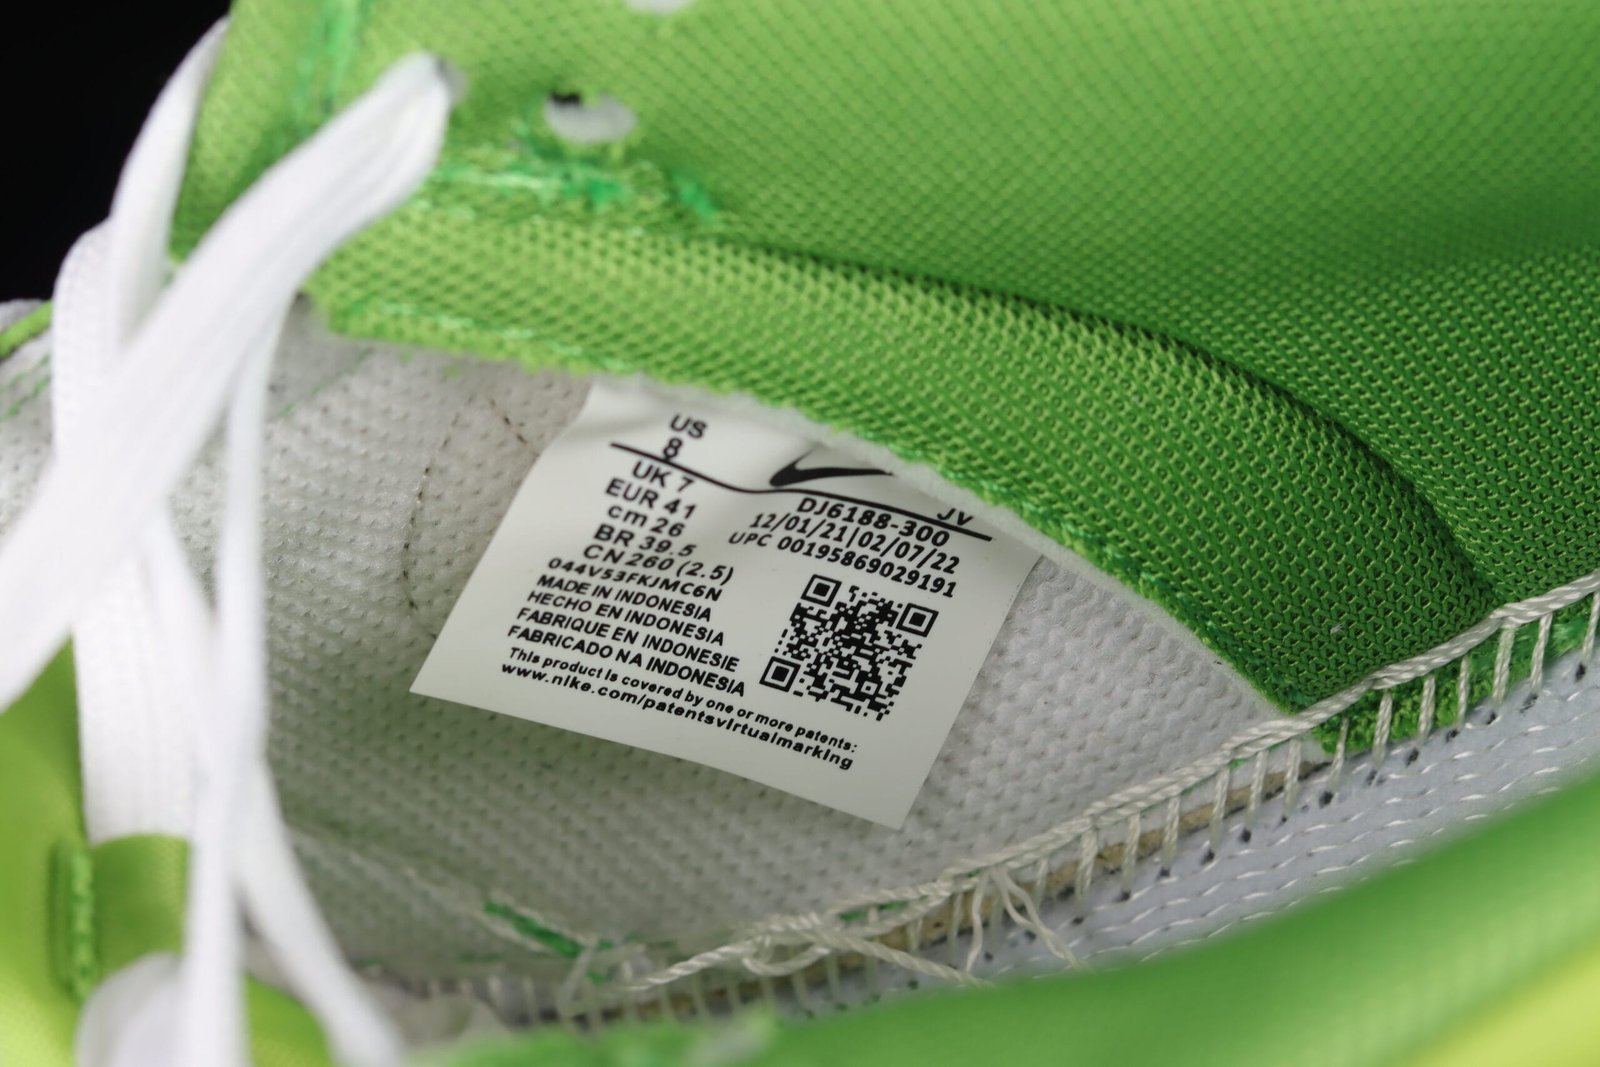 US
8
UK 7
EUR 41
cm 26
BR 39.5
CN 260 (2.5)
044V53FKJMC6N
MADE IN INDONESIA
HECHO EN INDONESIA
FABRIQUE EN INDONESIE
FABRICADO NA INDONESIA
This product is covered by one or more patents:
www.nike.com/patentsvirtualmarking
JV
DJ6188-300
12/01/21|02/07/22
UPC 00195869029191